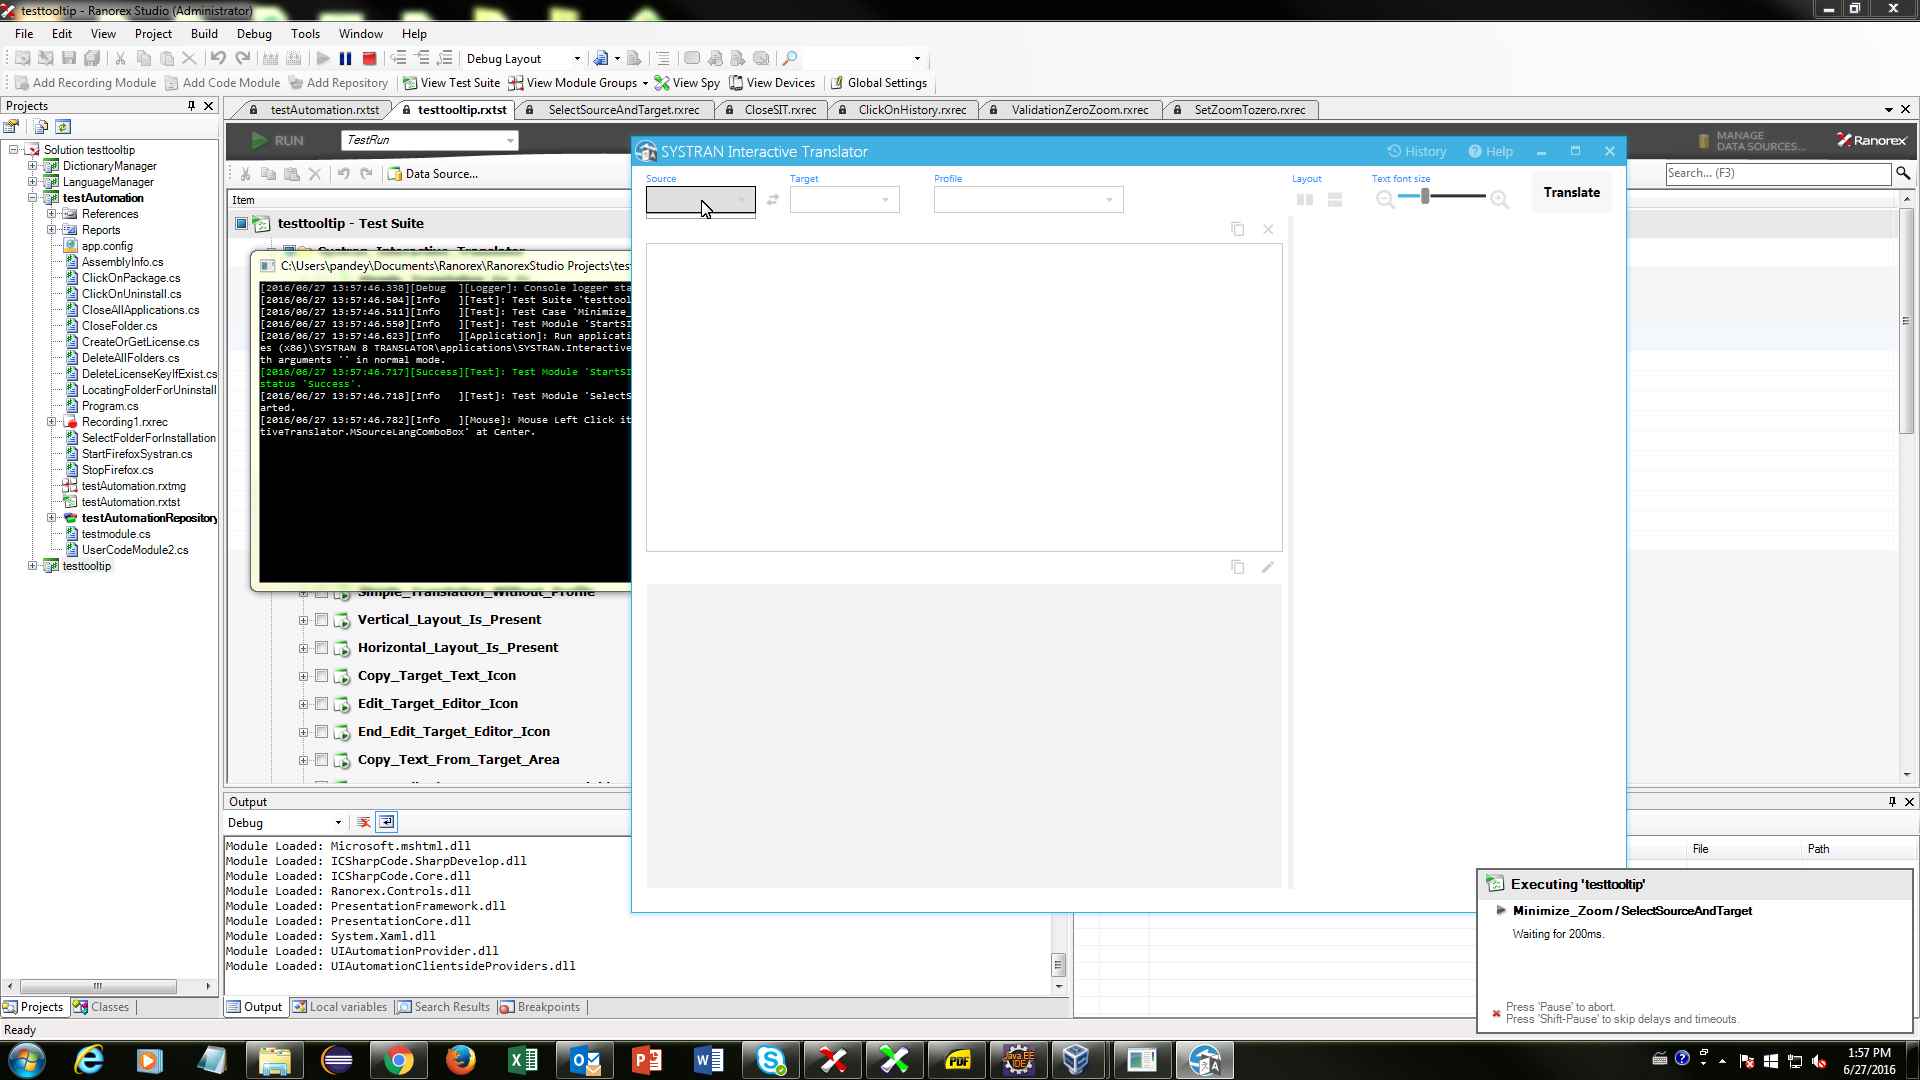 testtooltip - Ranorex Studio (Administrator)
File Edit View Project Build Debug Tools Window Help
Debug Layout
Add Recording Module Add Code Module Add Repository View Test Suite View Module Groups View Spy View Devices Global Settings
Projects
testAutomation.rxtst testtooltip.rxtst SelectSourceAndTarget.rxrec CloseSIT.rxrec ClickOnHistory.rxrec ValidationZeroZoom.rxrec SetZoomTozero.rxrec
Solution testtooltip
DictionaryManager
LanguageManager
testAutomation
References
Reports
app.config
AssemblyInfo.cs
ClickOnPackage.cs
ClickOnUninstall.cs
CloseAllApplications.cs
CloseFolder.cs
CreateOrGetLicense.cs
DeleteAllFolders.cs
DeleteLicenseKeyIfExist.cs
LocatingFolderForUninstall
Program.cs
Recording1.rxrec
SelectFolderForInstallation
StartFirefoxSystran.cs
StopFirefox.cs
testAutomation.rxtmg
testAutomation.rxtst
testAutomationRepository
testmodule.cs
UserCodeModule2.cs
testtooltip
Projects Classes
RUN TestRun
MANAGE
DATA SOURCES...
Ranorex
Data Source...
Search... (F3)
Item
testtooltip - Test Suite
Systran_Interactive_Translator
C:\Users\pandey\Documents\Ranorex\RanorexStudio Projects\tes
[2016/06/27 13:57:46.338][Debug ][Logger]: Console logger sta
[2016/06/27 13:57:46.504][Info ][Test]: Test Suite 'testtool
[2016/06/27 13:57:46.511][Info ][Test]: Test Case 'Minimize_
[2016/06/27 13:57:46.550][Info ][Test]: Test Module 'StartSI
[2016/06/27 13:57:46.623][Info ][Application]: Run applicati
es (x86)\SYSTRAN 8 TRANSLATOR\applications\SYSTRAN.Interactive
th arguments '' in normal mode.
[2016/06/27 13:57:46.717][Success][Test]: Test Module 'StartSI
status 'Success'.
[2016/06/27 13:57:46.718][Info ][Test]: Test Module 'SelectS
arted.
[2016/06/27 13:57:46.782][Info ][Mouse]: Mouse Left Click it
tiveTranslator.MSourceLangComboBox' at Center.
Simple_Translation_Without_Profile
Vertical_Layout_Is_Present
Horizontal_Layout_Is_Present
Copy_Target_Text_Icon
Edit_Target_Editor_Icon
End_Edit_Target_Editor_Icon
Copy_Text_From_Target_Area
SYSTRAN Interactive Translator
History Help
Source Target Profile Layout Text font size
Translate
Output
Debug
Module Loaded: Microsoft.mshtml.dll
Module Loaded: ICSharpCode.SharpDevelop.dll
Module Loaded: ICSharpCode.Core.dll
Module Loaded: Ranorex.Controls.dll
Module Loaded: PresentationFramework.dll
Module Loaded: PresentationCore.dll
Module Loaded: System.Xaml.dll
Module Loaded: UIAutomationProvider.dll
Module Loaded: UIAutomationClientsideProviders.dll
Output Local variables Search Results Breakpoints
File Path
Executing 'testtooltip'
Minimize_Zoom / SelectSourceAndTarget
Waiting for 200ms.
Press 'Pause' to abort.
Press 'Shift-Pause' to skip delays and timeouts.
Ready
PDF
Java EE
IDE
1:57 PM
6/27/2016